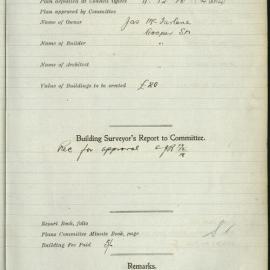 Plan deposited at Council Office
Plan approved by Committee
Name of Owner Jas McFarlane
Cooper St
Name of Builder "
Name of Architect "
Value of Buildings to be erected £80
Building Surveyor's Report to Committee.
Rec for approval
Report Book, folio
Plans Committee Minute Book, page
Building Fee Paid 5/-
Remarks.